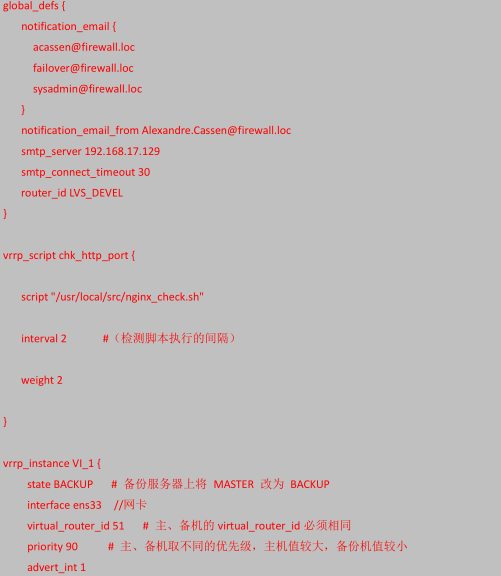 global_defs {
notification_email {
acassen@firewall.loc
failover@firewall.loc
sysadmin@firewall.loc
}
notification_email_from Alexandre.Cassen@firewall.loc
smtp_server 192.168.17.129
smtp_connect_timeout 30
router_id LVS_DEVEL
}
vrrp_script chk_http_port {
script "/usr/local/src/nginx_check.sh"
interval 2 #（检测脚本执行的间隔）
weight 2
}
vrrp_instance VI_1 {
state BACKUP # 备份服务器上将 MASTER 改为 BACKUP
interface ens33 //网卡
virtual_router_id 51 # 主、备机的 virtual_router_id 必须相同
priority 90 # 主、备机取不同的优先级，主机值较大，备份机值较小
advert_int 1